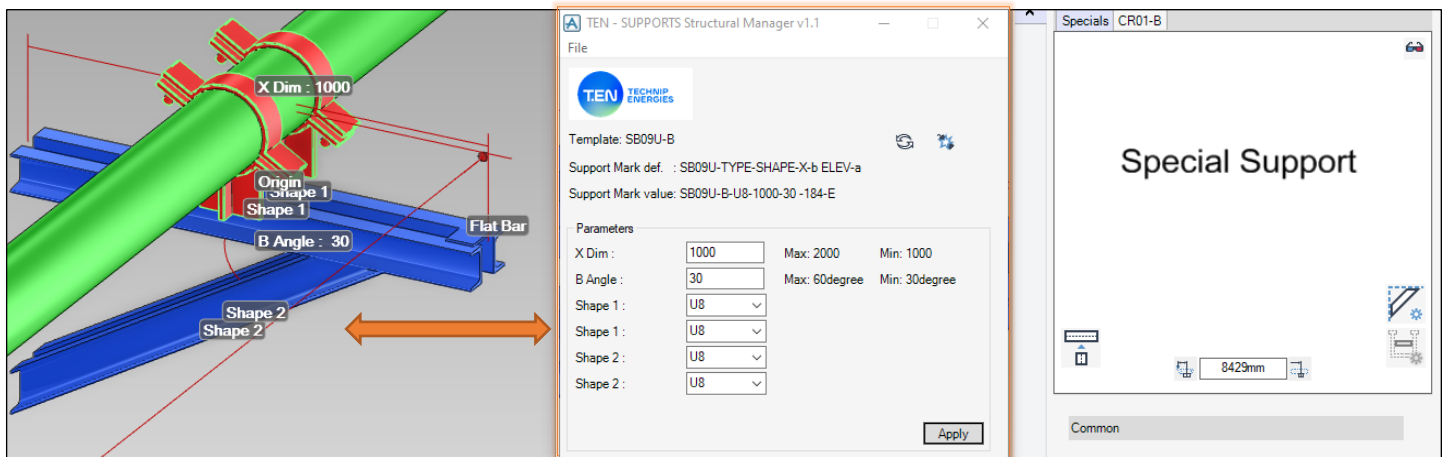 X Dim : 1000
Origin
Shape 1
Shape 1
Flat Bar
B Angle : 30
Shape 2
Shape 2
A TEN - SUPPORTS Structural Manager v1.1
File
T.EN TECHNIP ENERGIES
Template: SB09U-B
Support Mark def. : SB09U-TYPE-SHAPE-X-b ELEV-a
Support Mark value: SB09U-B-U8-1000-30 -184-E
Parameters
X Dim : 1000 Max: 2000 Min: 1000
B Angle : 30 Max: 60degree Min: 30degree
Shape 1 : U8
Shape 1 : U8
Shape 2 : U8
Shape 2 : U8
Apply
Specials CR01-B
Special Support
8429mm
Common